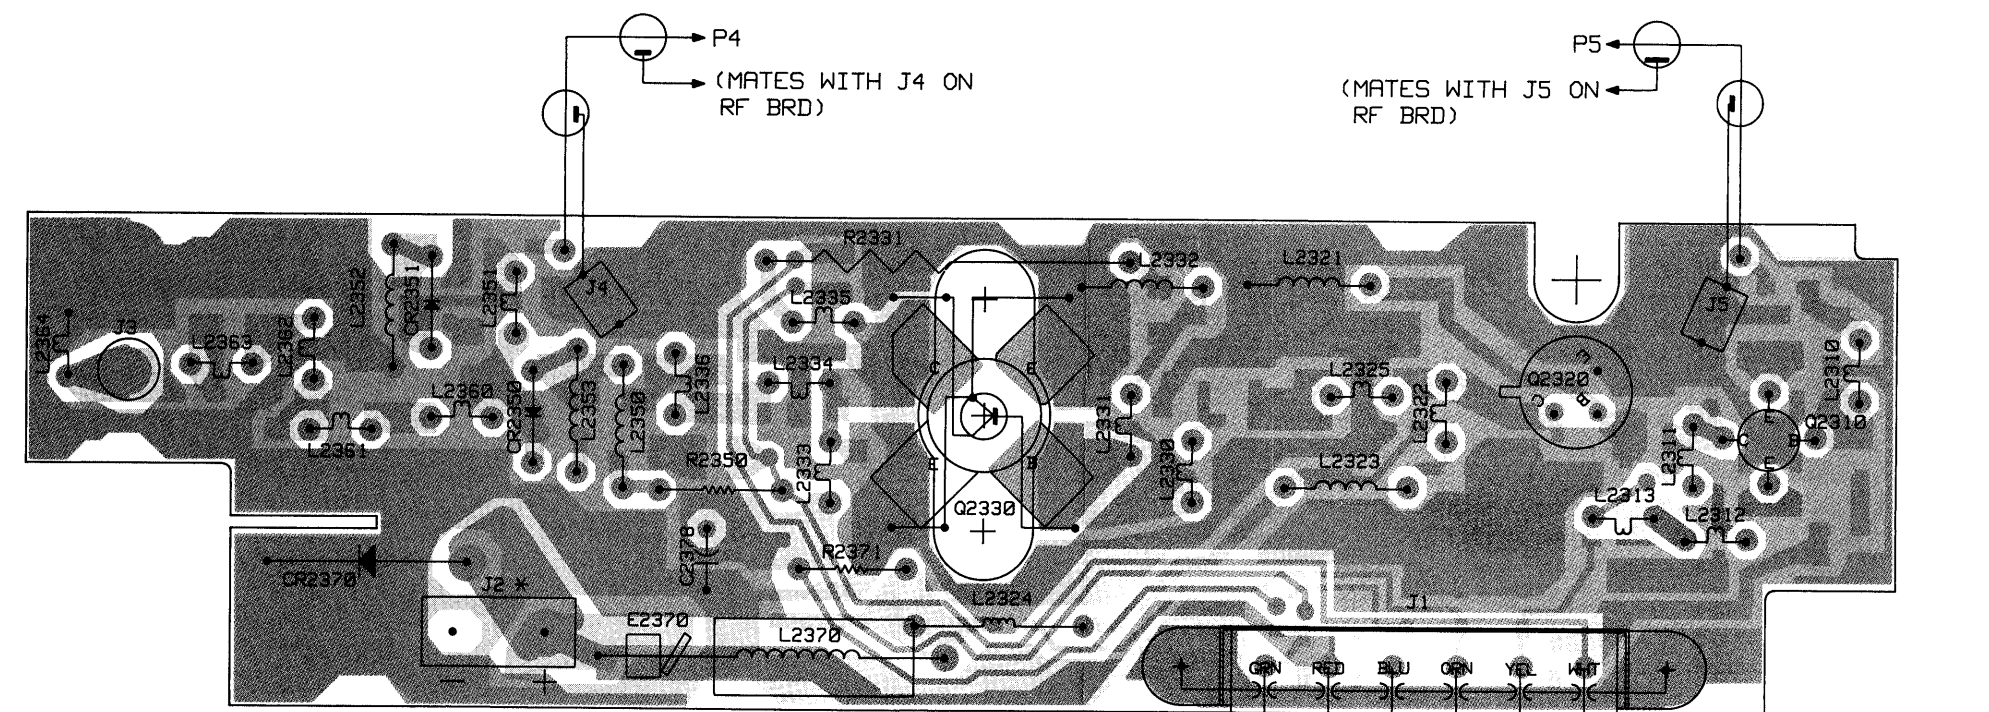 P4
(MATES WITH J4 ON
RF BRD)
P5
(MATES WITH J5 ON
RF BRD)
R2331
L2332
L2321
L2352
CR2351
L2351
J4
L2335
J5
L2364
J3
L2363
L2362
L2336
L2334
L2325
Q2320
E
C
B
L2310
C
E
L2360
CR2350
L2353
L2350
L2331
L2322
E
C
B
E
Q2310
L2361
R2350
L2333
E
B
L2330
L2323
L2311
L2313
L2312
Q2330
CR2370
J2 *
C2378
R2371
E2370
L2370
L2324
J1
GRN
RED
BLU
GRN
YEL
WHT
− +